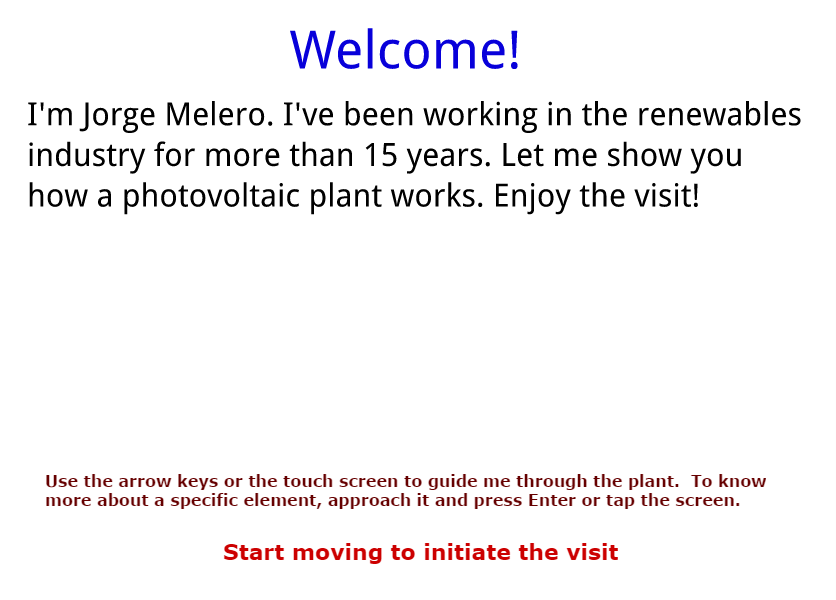 Welcome!
I'm Jorge Melero. I've been working in the renewables
industry for more than 15 years. Let me show you
how a photovoltaic plant works. Enjoy the visit!
Use the arrow keys or the touch screen to guide me through the plant.  To know
more about a specific element, approach it and press Enter or tap the screen.
Start moving to initiate the visit